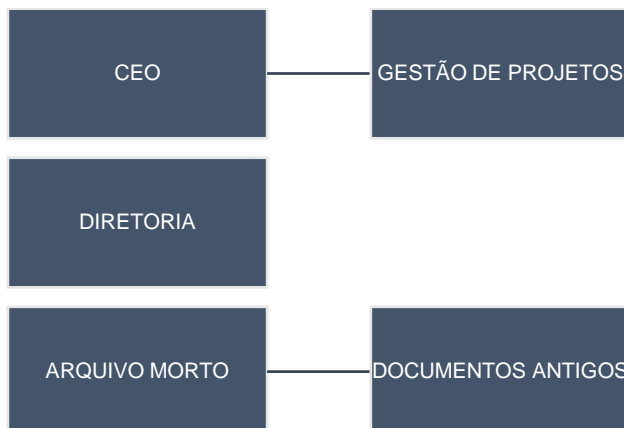 CEO
GESTÃO DE PROJETOS
DIRETORIA
ARQUIVO MORTO
DOCUMENTOS ANTIGOS